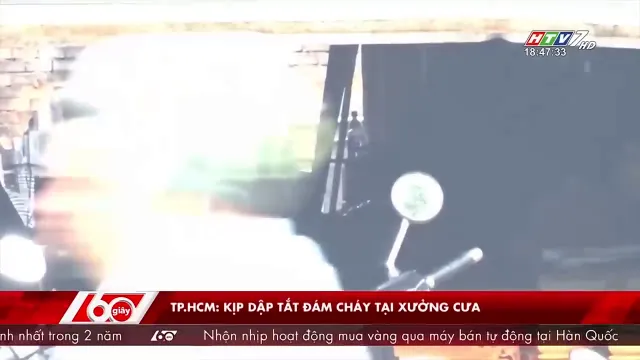 HTV7 HD
18:47:33
60 giây
TP.HCM: KỊP DẬP TẮT ĐÁM CHÁY TẠI XƯỞNG CƯA
nh nhất trong 2 năm HTV Nhộn nhịp hoạt động mua vàng qua máy bán tự động tại Hàn Quốc